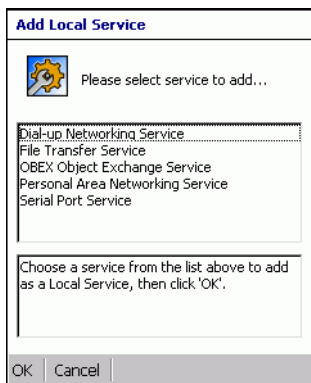 Add Local Service
Please select service to add...
Dial-up Networking Service
File Transfer Service
OBEX Object Exchange Service
Personal Area Networking Service
Serial Port Service
Choose a service from the list above to add
as a Local Service, then click 'OK'.
OK Cancel